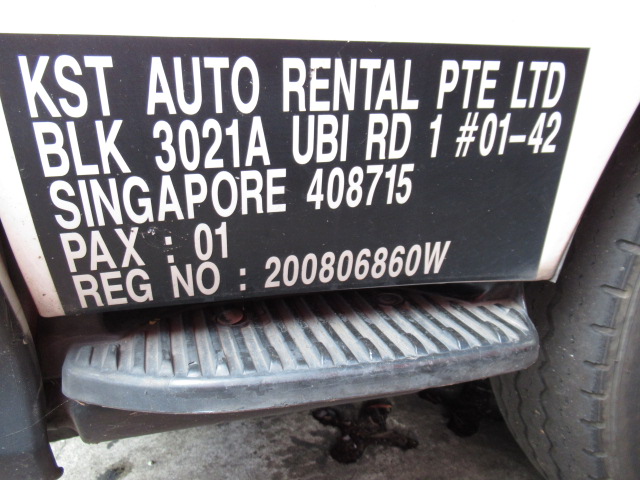 KST AUTO RENTAL PTE LTD
BLK 3021A UBI RD 1 #01-42
SINGAPORE 408715
PAX : 01
REG NO : 200806860W